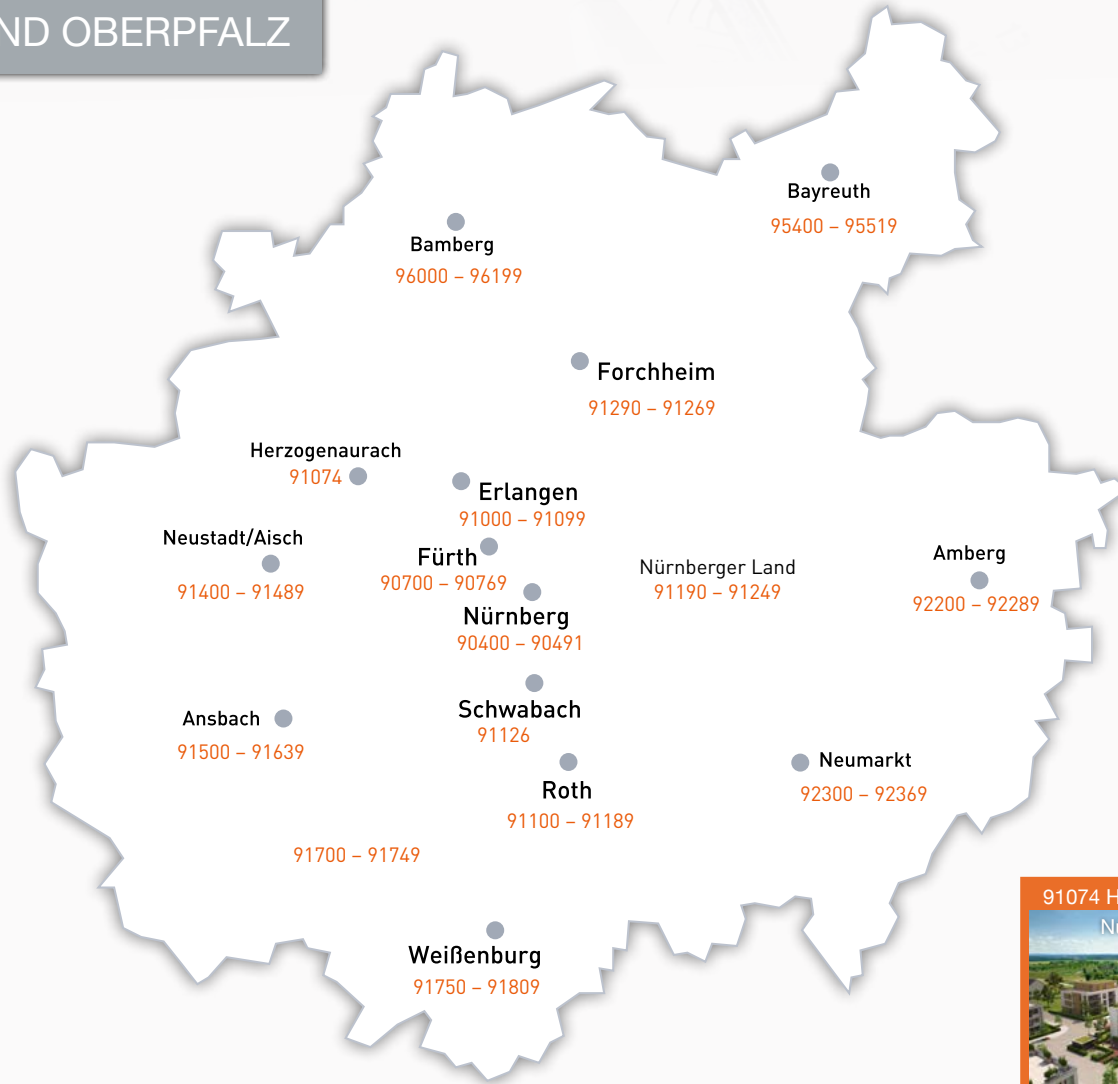 ND OBERPFALZ
Bayreuth
95400 – 95519
Bamberg
96000 – 96199
Forchheim
91290 – 91269
Herzogenaurach
91074
Erlangen
91000 – 91099
Neustadt/Aisch
91400 – 91489
Fürth
90700 – 90769
Nürnberger Land
91190 – 91249
Amberg
92200 – 92289
Nürnberg
90400 – 90491
Schwabach
91126
Ansbach
91500 – 91639
Roth
91100 – 91189
Neumarkt
92300 – 92369
91700 – 91749
Weißenburg
91750 – 91809
91074 H